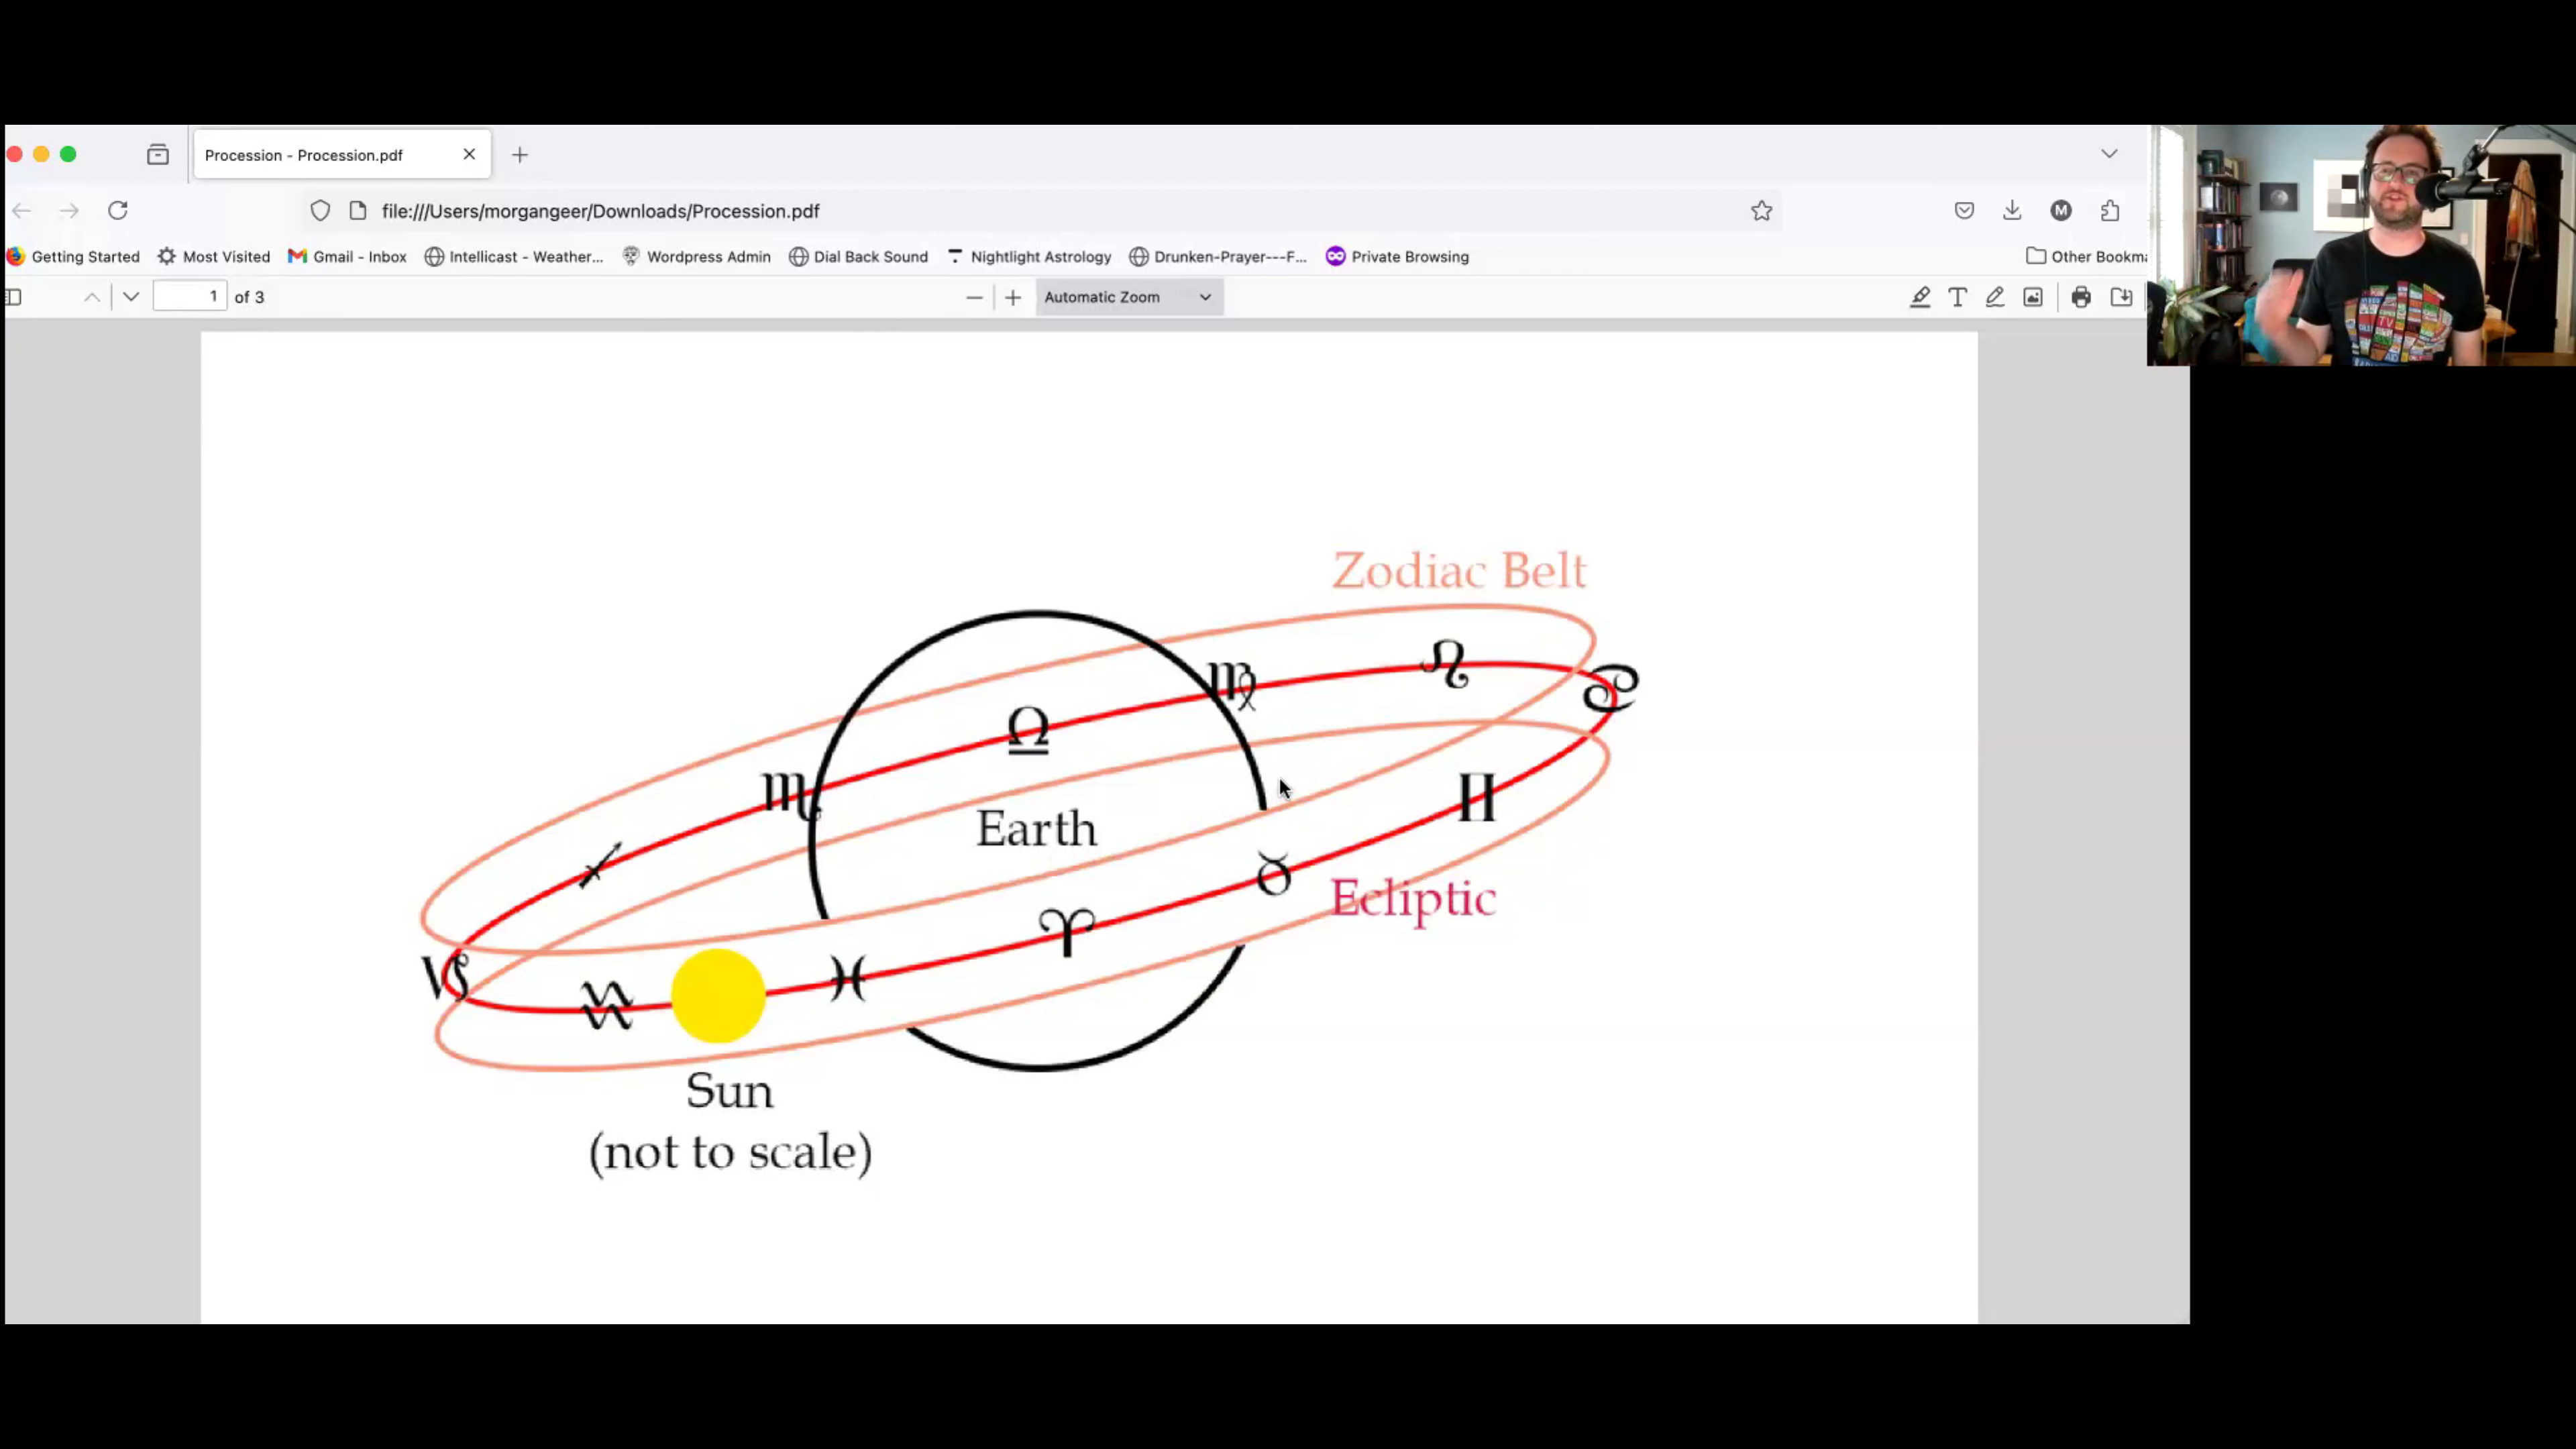 Procession - Procession.pdf
file:///Users/morgangeer/Downloads/Procession.pdf
M
Getting Started Most Visited Gmail - Inbox Intellicast - Weather... Wordpress Admin Dial Back Sound Nightlight Astrology Drunken-Prayer---F... Private Browsing Other Bookma
1 of 3 Automatic Zoom
Zodiac Belt
♌
♍
♋
♎
♏
♊
Earth
♐
♉
Ecliptic
♈
♑
♓
♒
Sun
(not to scale)